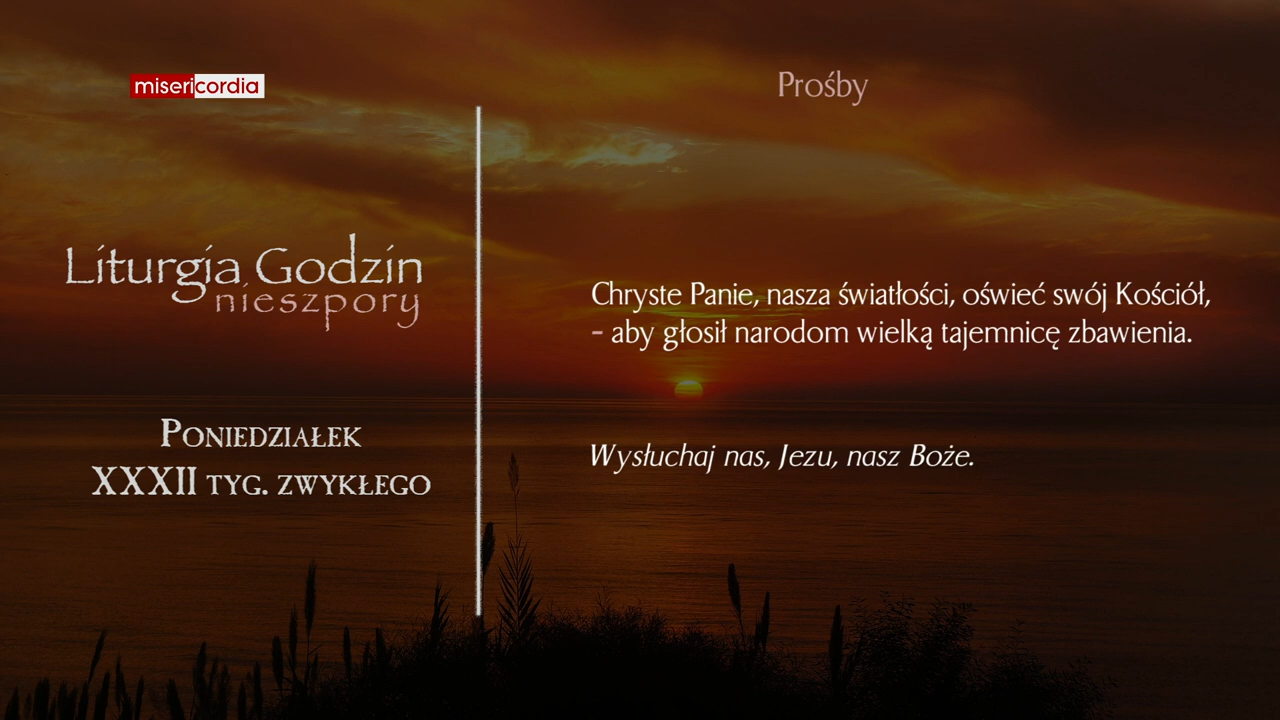 misericordia
Prośby
Liturgia Godzin
nieszpory
Chryste Panie, nasza światłości, oświeć swój Kościół,
- aby głosił narodom wielką tajemnicę zbawienia.
Poniedziałek
XXXII tyg. zwykłego
Wysłuchaj nas, Jezu, nasz Boże.